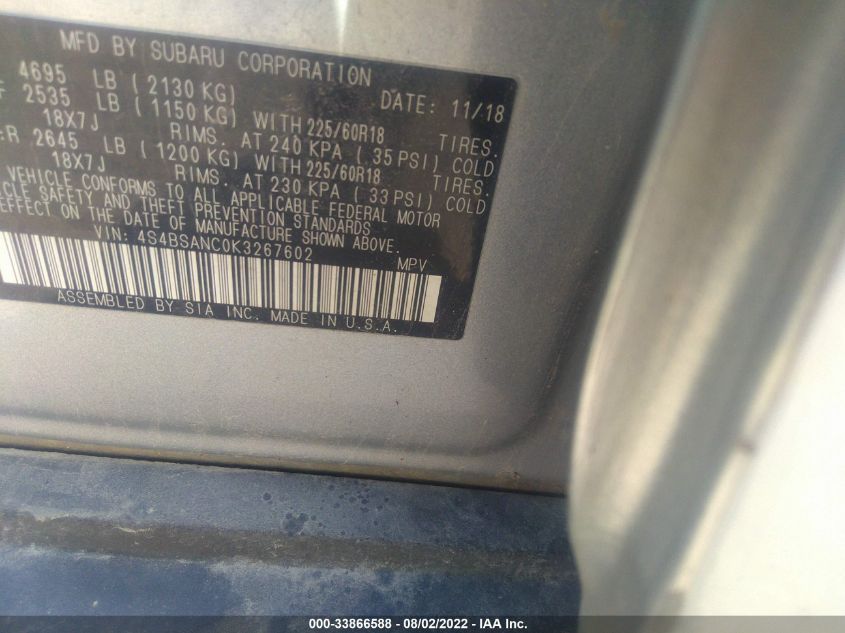 MFD BY SUBARU CORPORATION
4695 LB ( 2130 KG) DATE: 11/18
F 2535 LB ( 1150 KG) WITH 225/60R18 TIRES.
18X7J RIMS. AT 240 KPA ( 35 PSI) COLD
R 2645 LB ( 1200 KG) WITH 225/60R18 TIRES.
18X7J RIMS. AT 230 KPA ( 33 PSI) COLD
VEHICLE CONFORMS TO ALL APPLICABLE FEDERAL MOTOR
CLE SAFETY AND THEFT PREVENTION STANDARDS
EFFECT ON THE DATE OF MANUFACTURE SHOWN ABOVE.
VIN: 4S4BSANC0K3267602 MPV
ASSEMBLED BY SIA INC. MADE IN U.S.A.
000-33866588 - 08/02/2022 - IAA Inc.